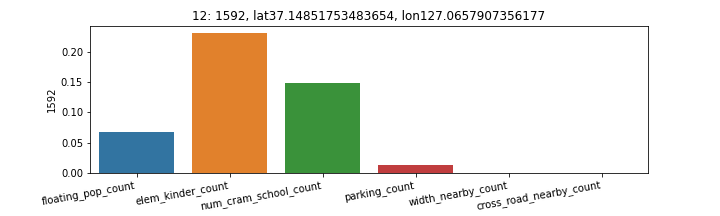 12: 1592, lat37.14851753483654, lon127.0657907356177
0.20
0.15
0.10
0.05
0.00
1592
floating_pop_count
elem_kinder_count
num_cram_school_count
parking_count
width_nearby_count
cross_road_nearby_count